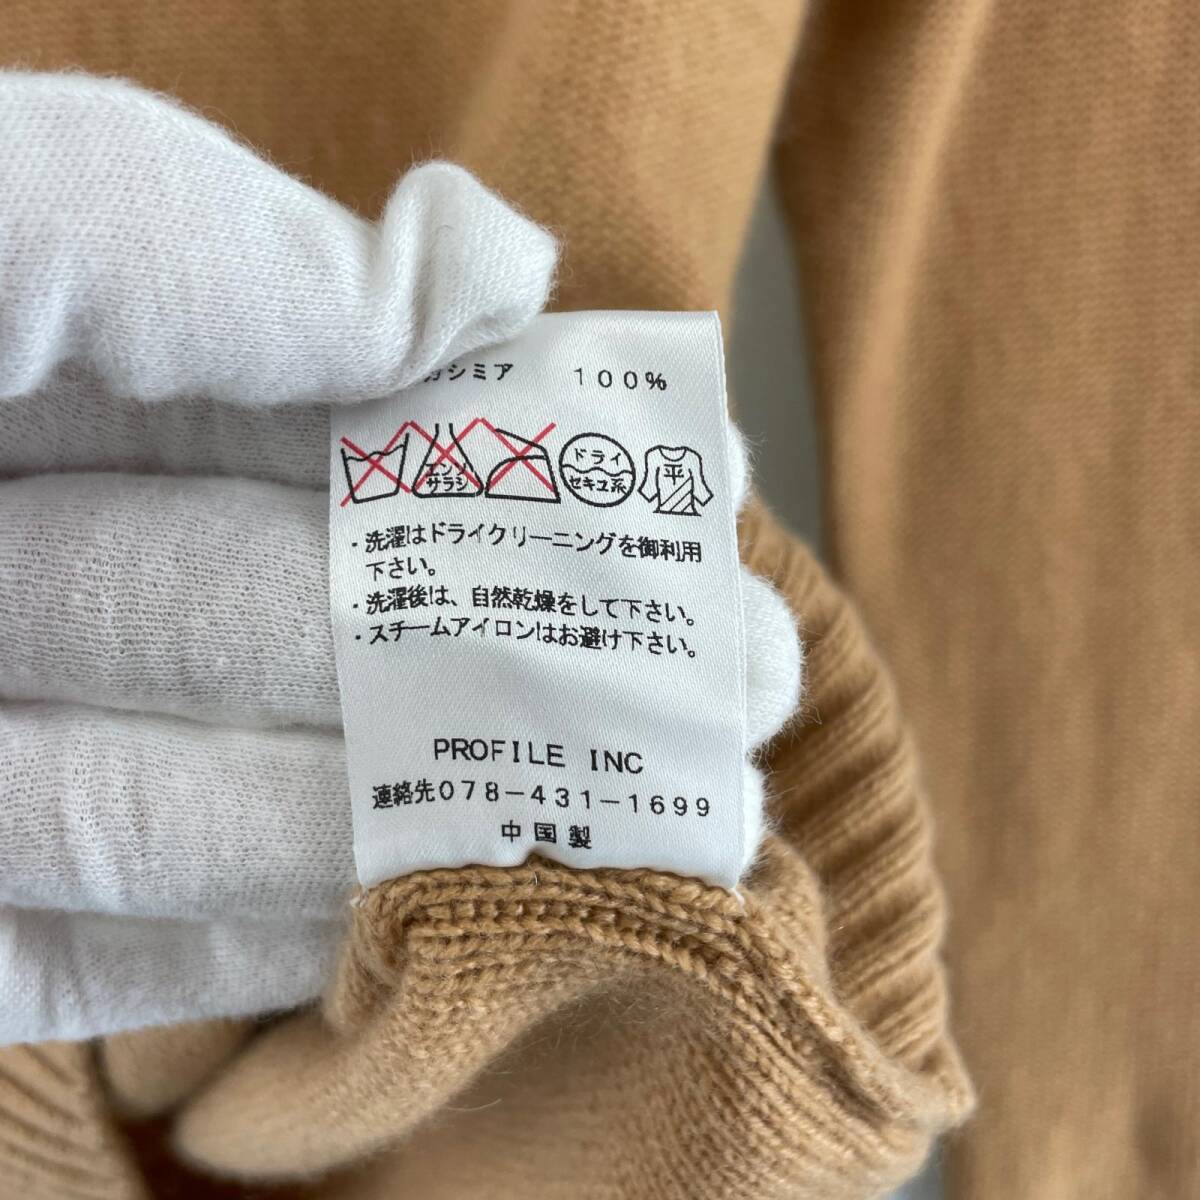 カシミア 100%
エンソ
サラシ
ドライ
セキユ系
平
・洗濯はドライクリーニングを御利用
下さい。
・洗濯後は、自然乾燥をして下さい。
・スチームアイロンはお避け下さい。
PROFILE INC
連絡先078-431-1699
中国製